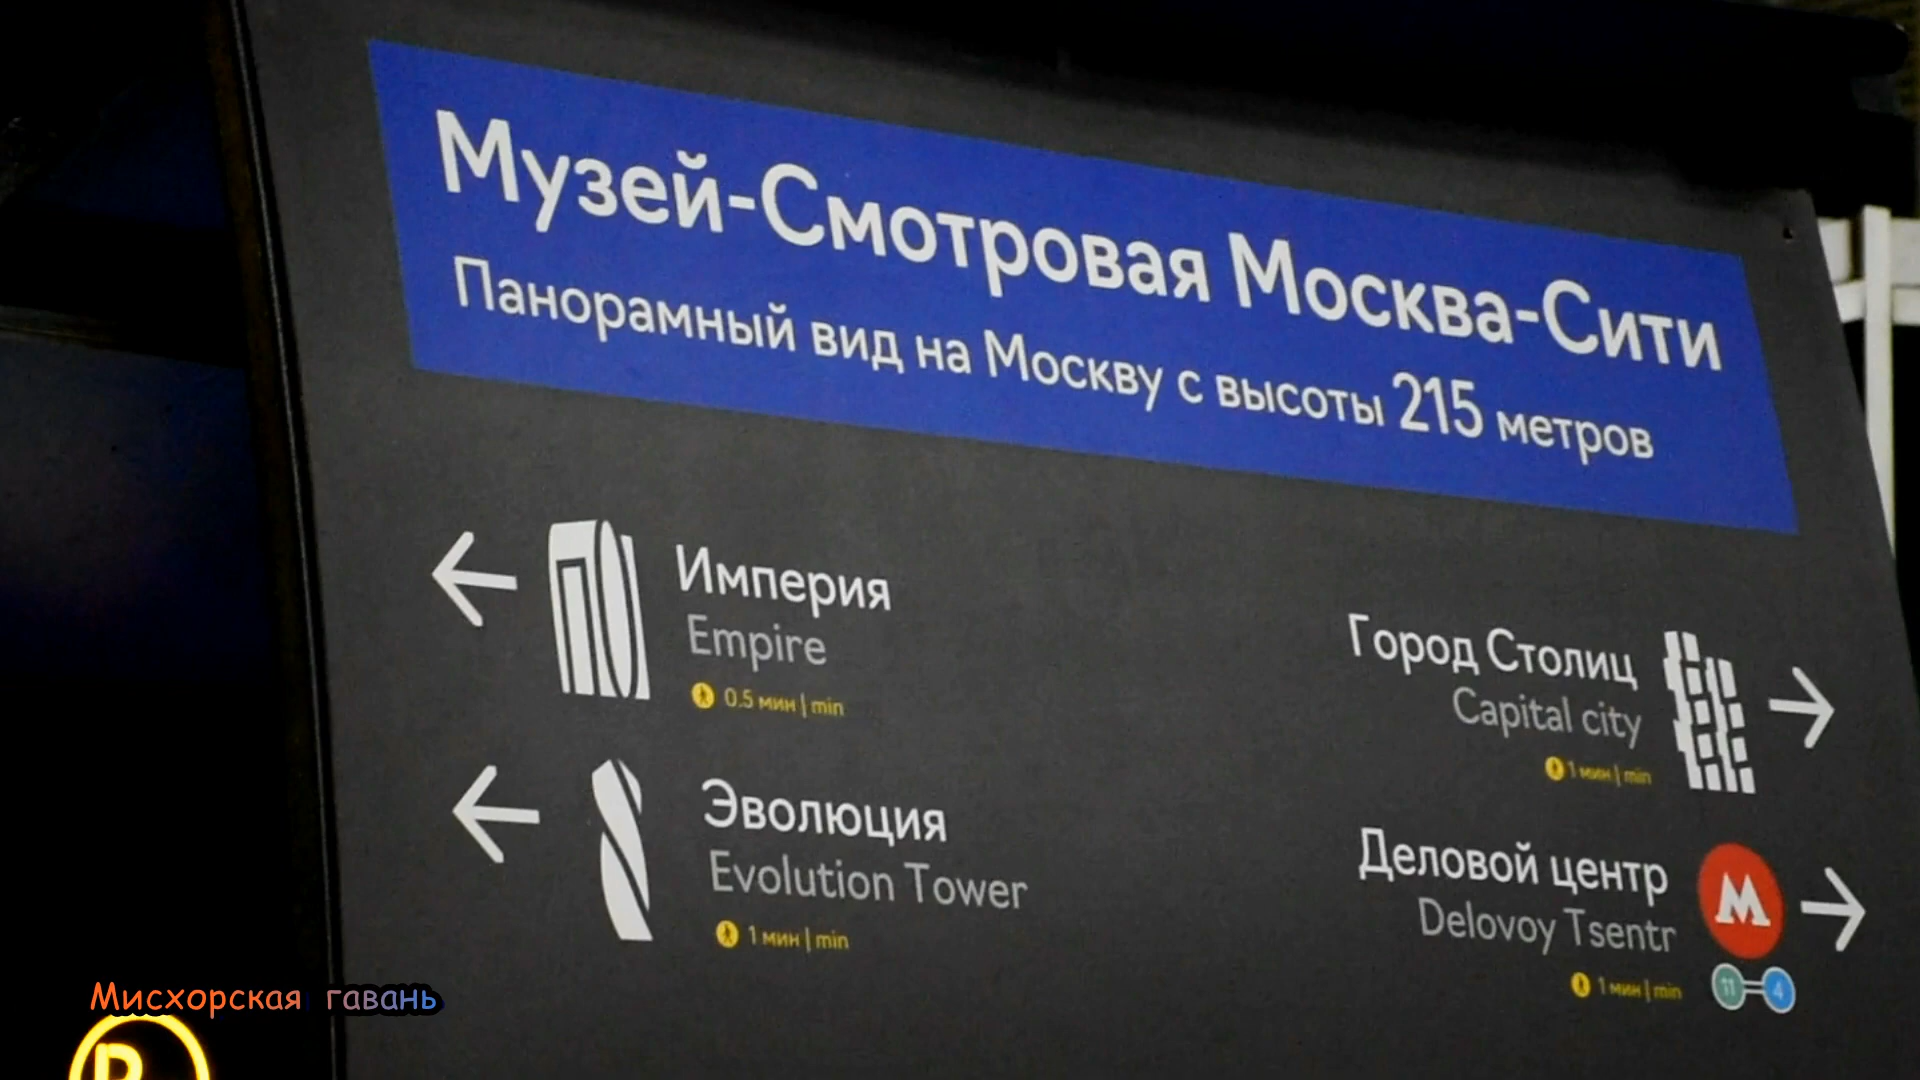 Музей-Смотровая Москва-Сити
Панорамный вид на Москву с высоты 215 метров
Империя
Empire
0.5 мин | min
Эволюция
Evolution Tower
1 мин | min
Город Столиц
Capital city
1 мин | min
Деловой центр
М
Delovoy Tsentr
1 мин | min
11 4
Мисхорская гавань